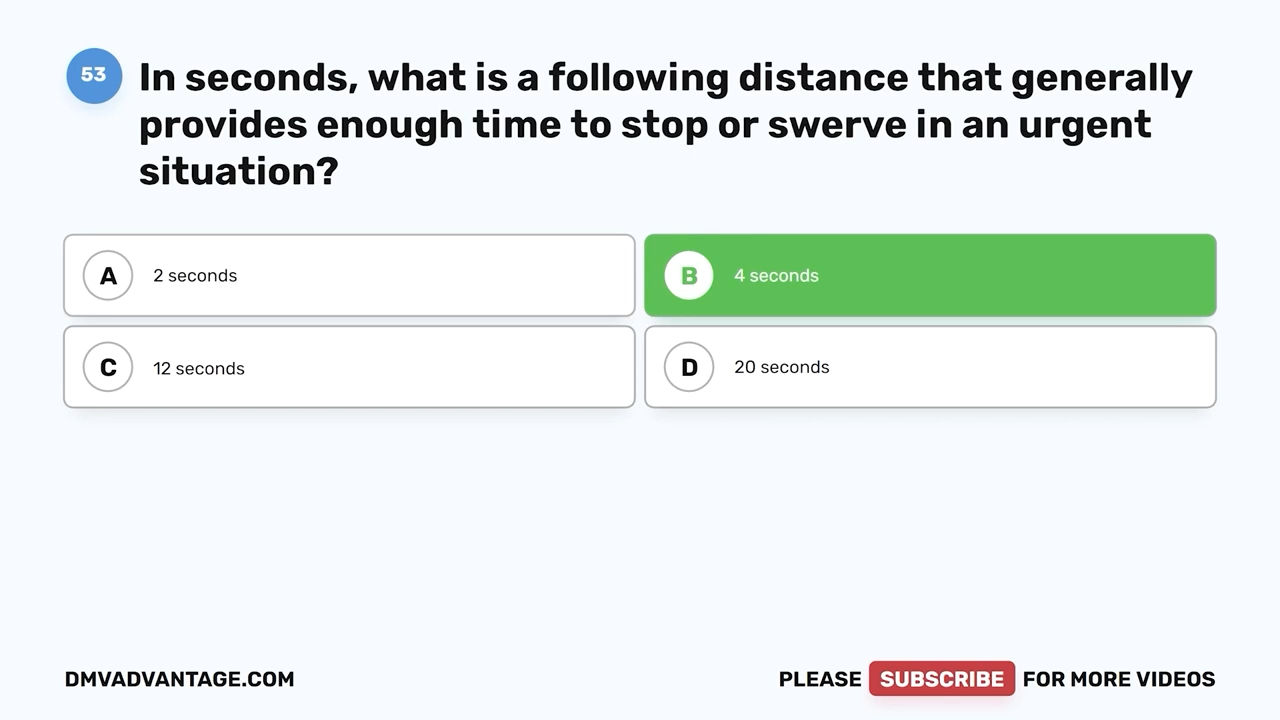 53
In seconds, what is a following distance that generally
provides enough time to stop or swerve in an urgent
situation?
A 2 seconds
B 4 seconds
C 12 seconds
D 20 seconds
DMVADVANTAGE.COM
PLEASE SUBSCRIBE FOR MORE VIDEOS